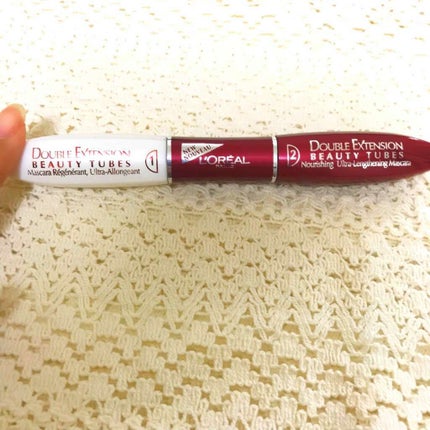 DOUBLE EXTENSION
BEAUTY TUBES
Mascara Régénérant, Ultra-Allongeant
1
NEW
NOUVEAU
L'ORÉAL
PARIS
2
DOUBLE EXTENSION
BEAUTY TUBES
Nourishing Ultra-Lengthening Mascara